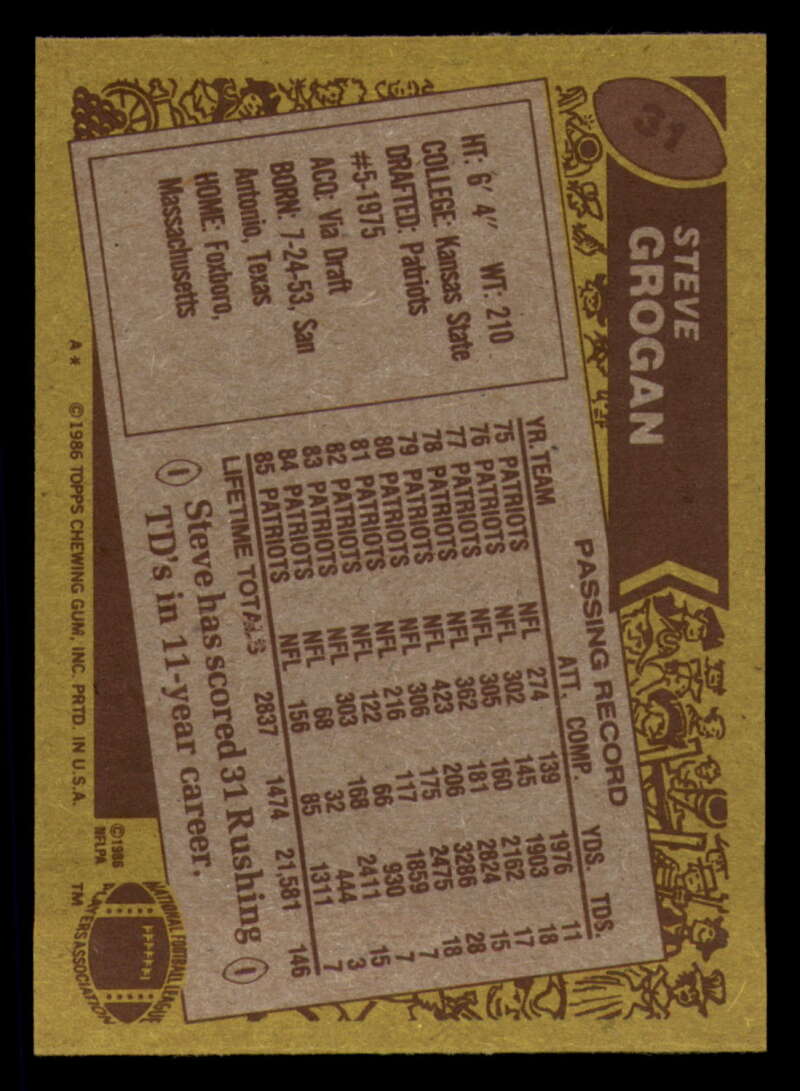 31
STEVE
GROGAN
HT: 6' 4" WT: 210
COLLEGE: Kansas State
DRAFTED: Patriots
#5-1975
ACQ: Via Draft
BORN: 7-24-53, San
Antonio, Texas
HOME: Foxboro,
Massachusetts
PASSING RECORD
YR. TEAM ATT. COMP. YDS. TDS.
75 PATRIOTS NFL 274 139 1976 11
76 PATRIOTS NFL 302 145 1903 18
77 PATRIOTS NFL 305 160 2162 17
78 PATRIOTS NFL 362 181 2824 15
79 PATRIOTS NFL 423 206 3286 28
80 PATRIOTS NFL 306 175 2475 18
81 PATRIOTS NFL 216 117 1859 7
82 PATRIOTS NFL 122 66 930 7
83 PATRIOTS NFL 303 168 2411 15
84 PATRIOTS NFL 68 32 444 3
85 PATRIOTS NFL 156 85 1311 7
LIFETIME TOTALS 2837 1474 21,581 146
Steve has scored 31 Rushing
TD's in 11-year career.
A* ©1986 TOPPS CHEWING GUM, INC. PRTD. IN U.S.A.
©1986
NFLPA
NATIONAL FOOTBALL LEAGUE
PLAYERS ASSOCIATION
TM